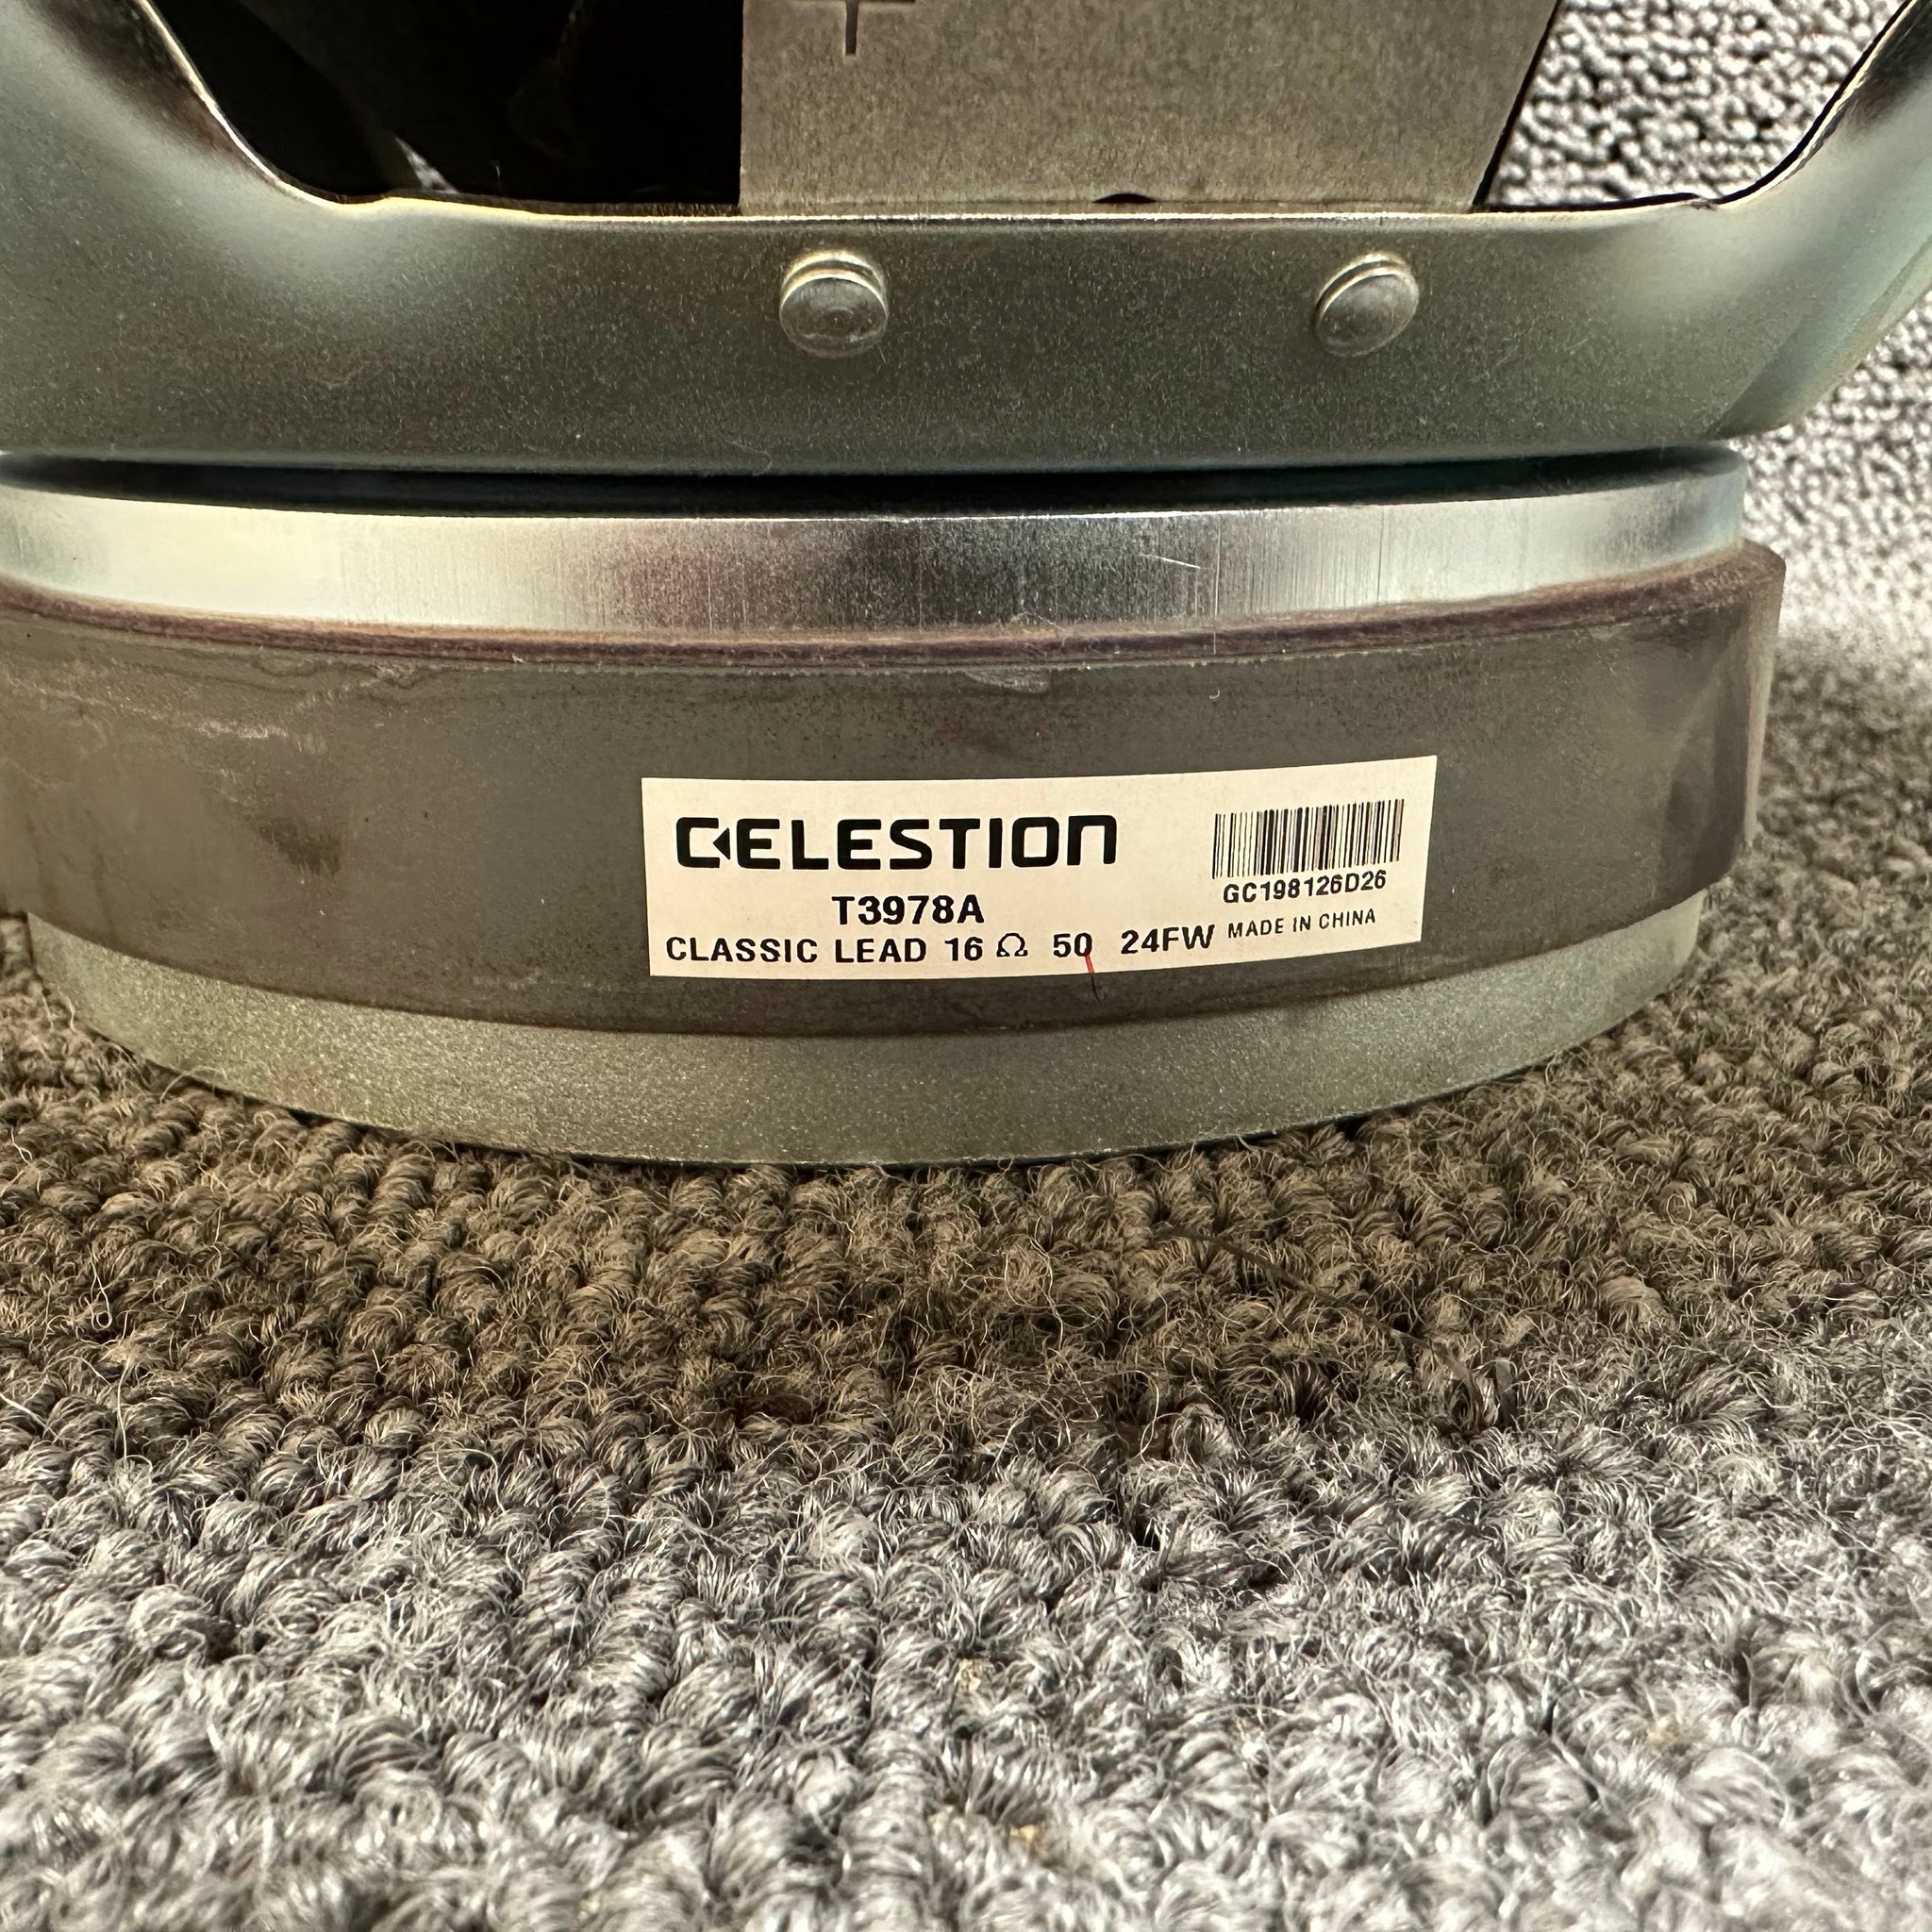 CELESTION
T3978A
CLASSIC LEAD 16 Ω 50 24FW
GC198126D26
MADE IN CHINA